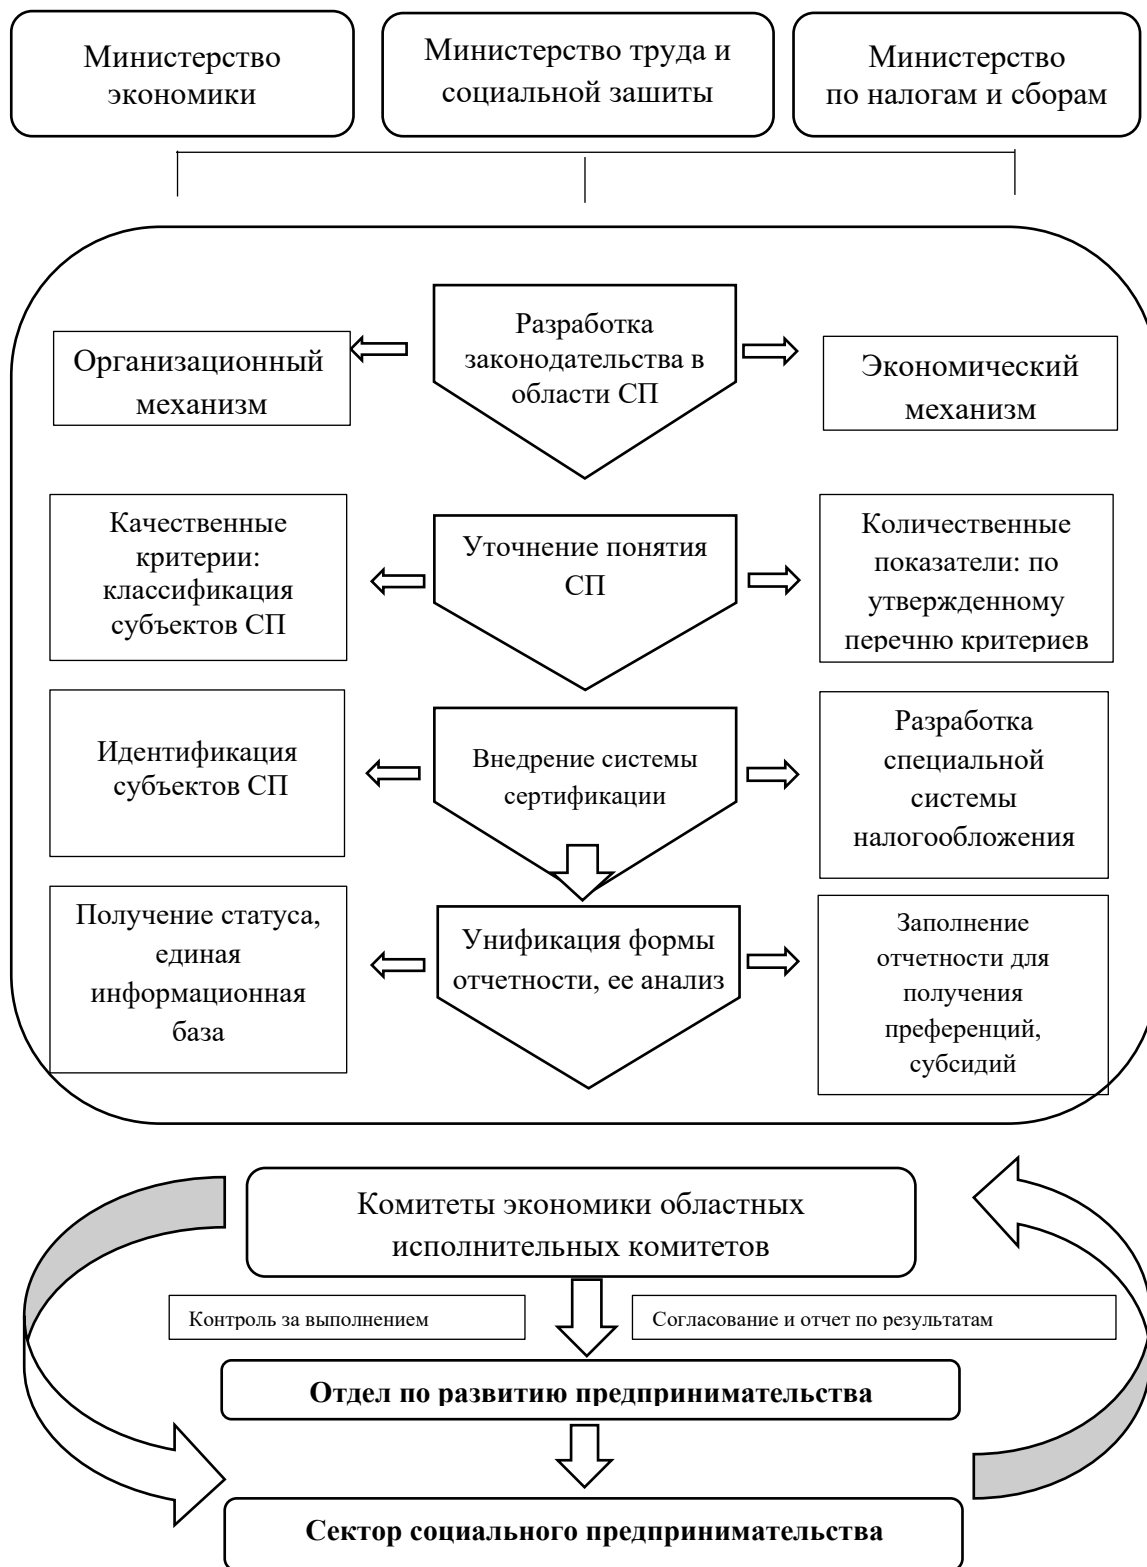 Министерство
экономики
Министерство труда и
социальной зашиты
Министерство
по налогам и сборам
Организационный
механизм
Разработка
законодательства в
области СП
Экономический
механизм
Качественные
критерии:
классификация
субъектов СП
Уточнение понятия
СП
Количественные
показатели: по
утвержденному
перечню критериев
Идентификация
субъектов СП
Внедрение системы
сертификации
Разработка
специальной
системы
налогообложения
Получение статуса,
единая
информационная
база
Унификация формы
отчетности, ее анализ
Заполнение
отчетности для
получения
преференций,
субсидий
Комитеты экономики областных
исполнительных комитетов
Контроль за выполнением
Согласование и отчет по результатам
Отдел по развитию предпринимательства
Сектор социального предпринимательства